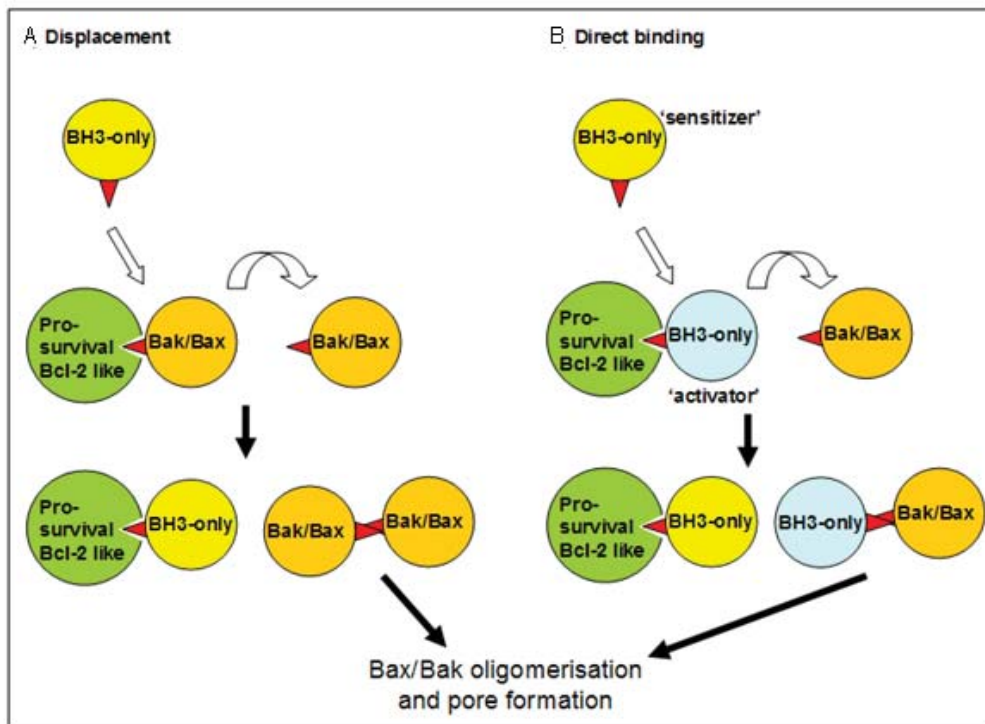 A Displacement
BH3-only
Pro-
survival
Bcl-2 like
Bak/Bax
Bak/Bax
Pro-
survival
Bcl-2 like
BH3-only
Bak/Bax
Bak/Bax
B Direct binding
BH3-only
'sensitizer'
Pro-
survival
Bcl-2 like
BH3-only
Bak/Bax
'activator'
Pro-
survival
Bcl-2 like
BH3-only
BH3-only
Bak/Bax
Bax/Bak oligomerisation
and pore formation